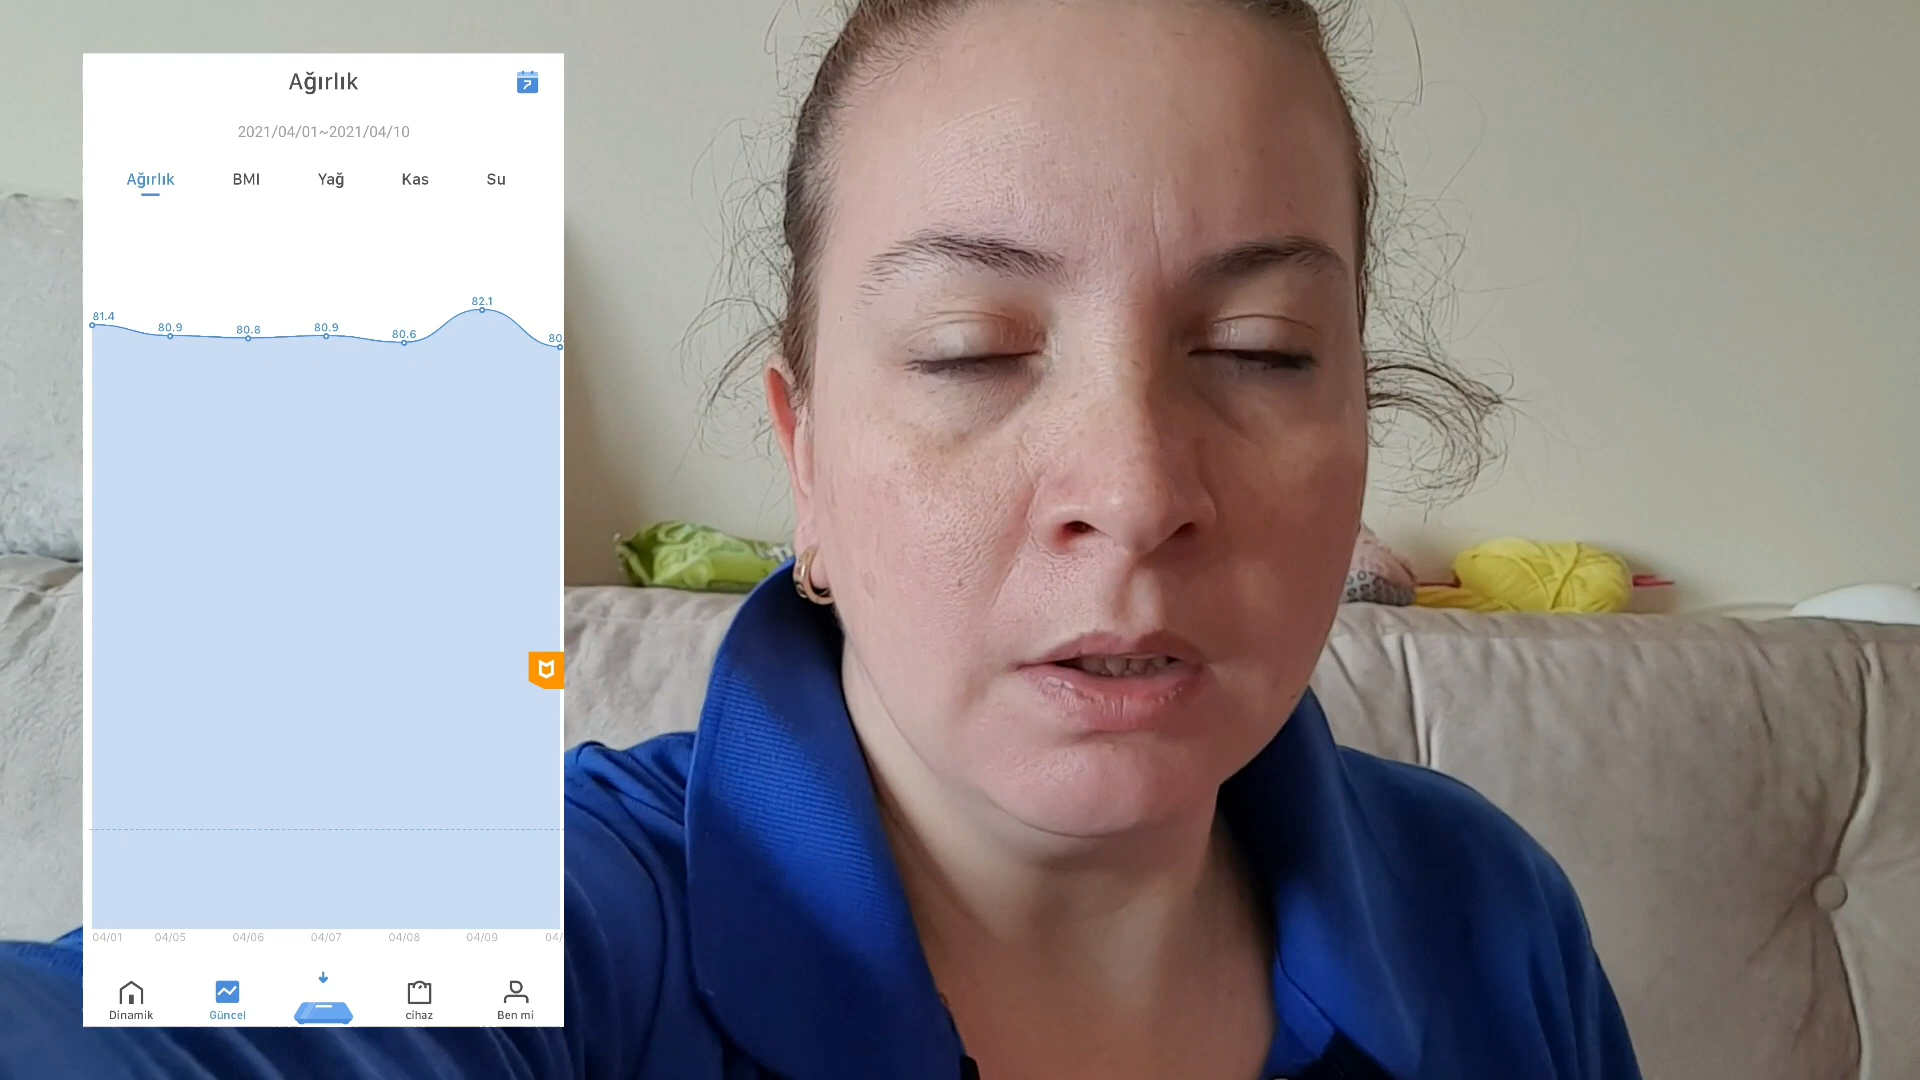 Ağırlık
7
2021/04/01~2021/04/10
Ağırlık BMI Yağ Kas Su
81.4 80.9 80.8 80.9 80.6 82.1 80.
04/01 04/05 04/06 04/07 04/08 04/09 04/
Dinamik Güncel cihaz Ben mi